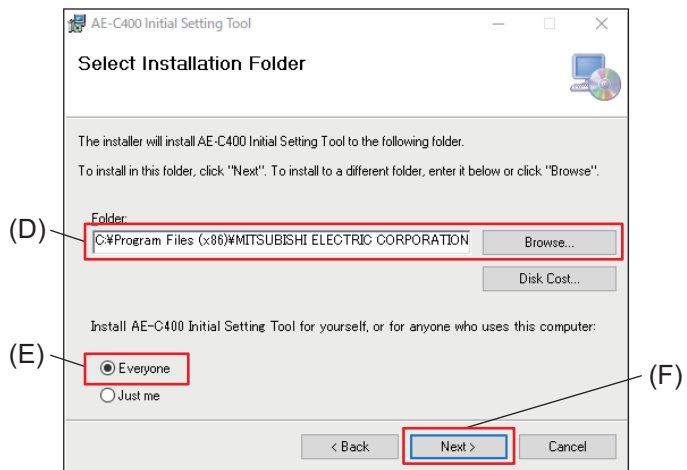 AE-C400 Initial Setting Tool
Select Installation Folder
The installer will install AE-C400 Initial Setting Tool to the following folder.
To install in this folder, click "Next". To install to a different folder, enter it below or click "Browse".
Folder:
(D)
C:¥Program Files (x86)¥MITSUBISHI ELECTRIC CORPORATION
Browse...
Disk Cost...
Install AE-C400 Initial Setting Tool for yourself, or for anyone who uses this computer:
(E)
Everyone
(F)
Just me
< Back
Next >
Cancel